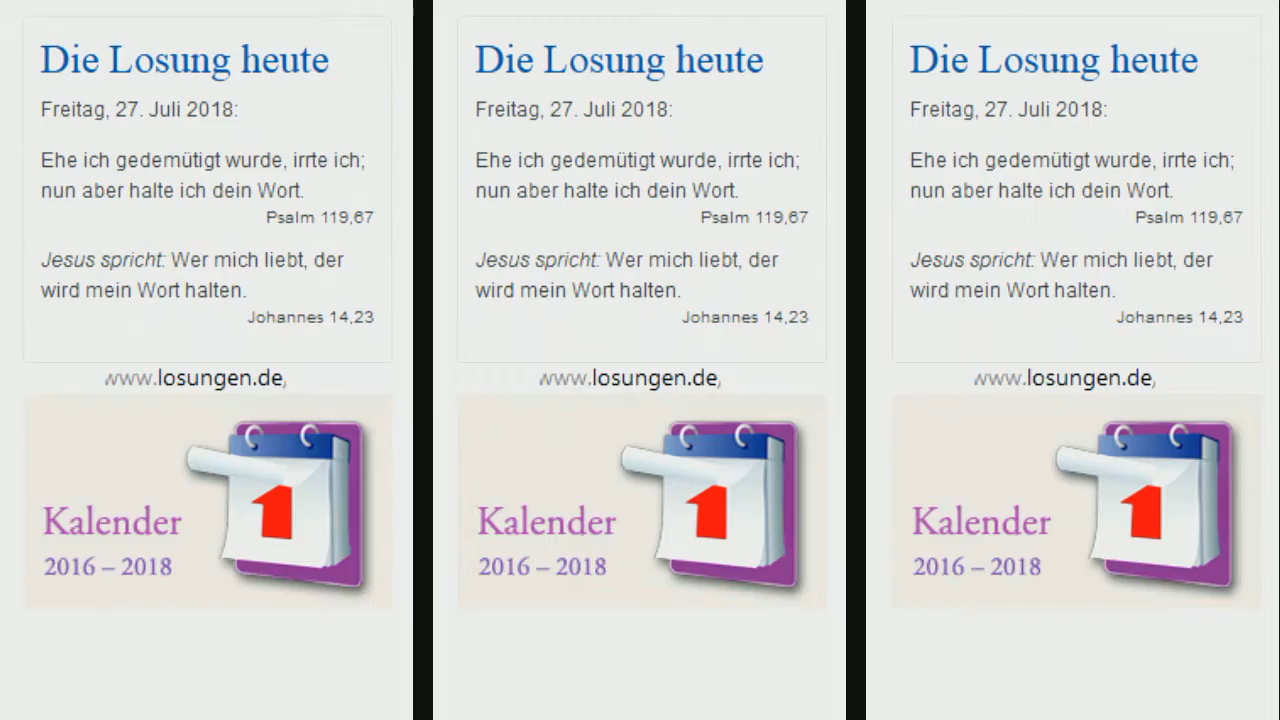 Die Losung heute
Freitag, 27. Juli 2018:
Ehe ich gedemütigt wurde, irrte ich;
nun aber halte ich dein Wort.
Psalm 119,67
Jesus spricht: Wer mich liebt, der
wird mein Wort halten.
Johannes 14,23
www.losungen.de,
1
Kalender
2016 – 2018
Die Losung heute
Freitag, 27. Juli 2018:
Ehe ich gedemütigt wurde, irrte ich;
nun aber halte ich dein Wort.
Psalm 119,67
Jesus spricht: Wer mich liebt, der
wird mein Wort halten.
Johannes 14,23
www.losungen.de,
1
Kalender
2016 – 2018
Die Losung heute
Freitag, 27. Juli 2018:
Ehe ich gedemütigt wurde, irrte ich;
nun aber halte ich dein Wort.
Psalm 119,67
Jesus spricht: Wer mich liebt, der
wird mein Wort halten.
Johannes 14,23
www.losungen.de,
1
Kalender
2016 – 2018